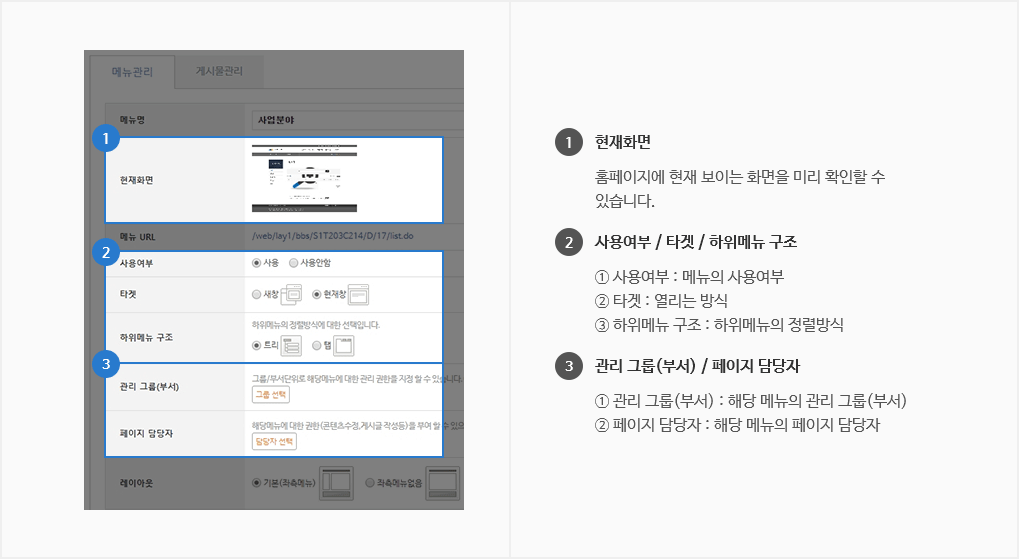 메뉴관리
게시물관리
메뉴명
사업분야
1
현재화면
메뉴 URL
/web/lay1/bbs/S1T203C214/D/17/list.do
2
사용여부
사용
사용안함
타겟
새창
현재창
하위메뉴 구조
하위메뉴의 정렬방식에 대한 선택입니다.
트리
탭
3
관리 그룹(부서)
그룹/부서단위로 해당메뉴에 대한 관리 권한을 지정 할 수 있습니다.
그룹 선택
페이지 담당자
해당메뉴에 대한 권한(콘텐츠수정,게시글 작성등)을 부여 할 수 있으
담당자 선택
레이아웃
기본(좌측메뉴)
좌측메뉴없음
1 현재화면
홈페이지에 현재 보이는 화면을 미리 확인할 수
있습니다.
2 사용여부 / 타겟 / 하위메뉴 구조
① 사용여부 : 메뉴의 사용여부
② 타겟 : 열리는 방식
③ 하위메뉴 구조 : 하위메뉴의 정렬방식
3 관리 그룹(부서) / 페이지 담당자
① 관리 그룹(부서) : 해당 메뉴의 관리 그룹(부서)
② 페이지 담당자 : 해당 메뉴의 페이지 담당자